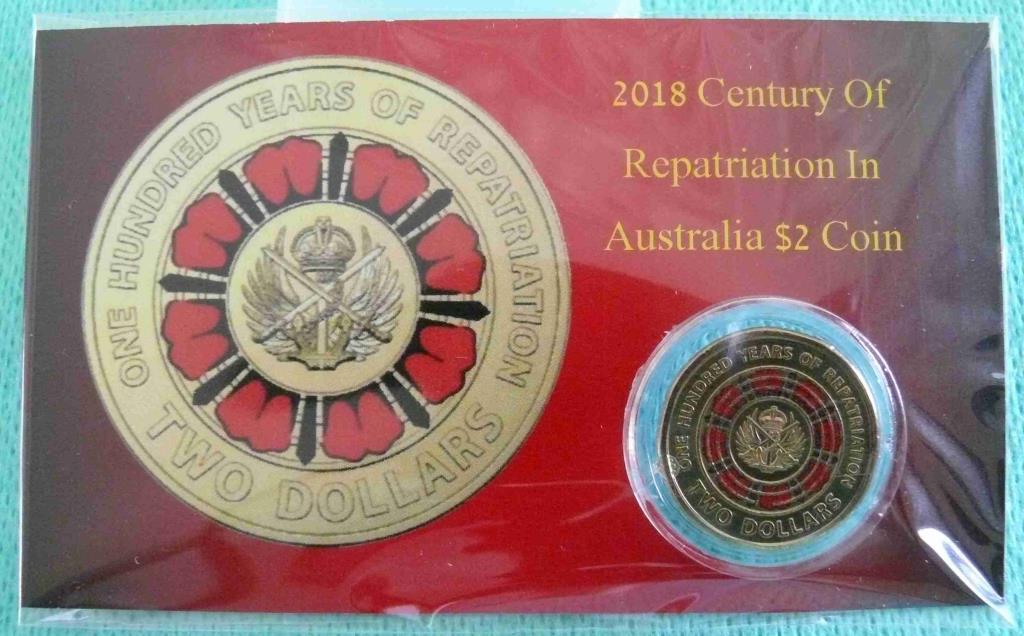 ONE HUNDRED YEARS OF REPATRIATION
TWO DOLLARS
2018 Century Of
Repatriation In
Australia $2 Coin
ONE HUNDRED YEARS OF REPATRIATION
TWO DOLLARS